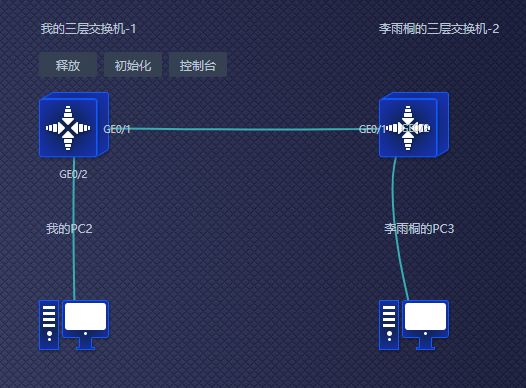 我的三层交换机-1
李雨桐的三层交换机-2
释放 初始化 控制台
GE0/1
GE0/1
GE0/2
我的PC2
李雨桐的PC3